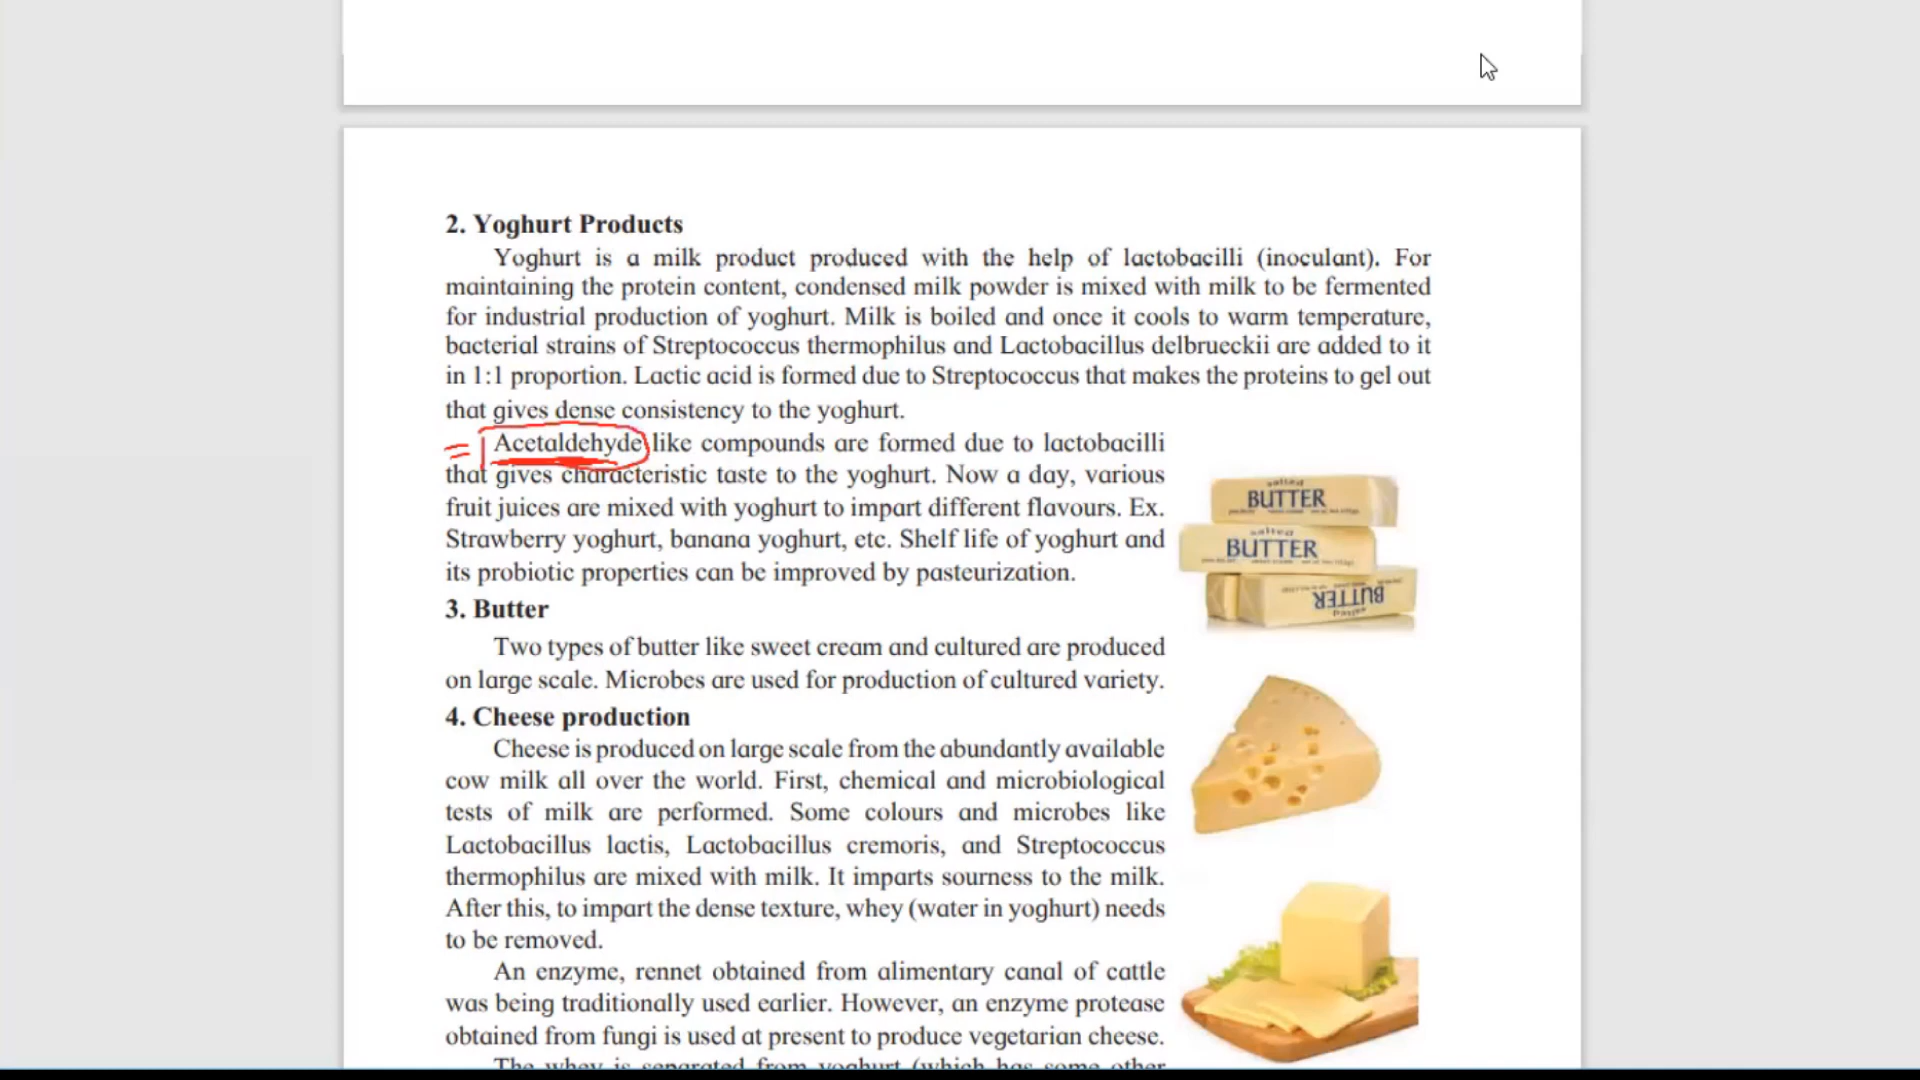 2. Yoghurt Products
Yoghurt is a milk product produced with the help of lactobacilli (inoculant). For
maintaining the protein content, condensed milk powder is mixed with milk to be fermented
for industrial production of yoghurt. Milk is boiled and once it cools to warm temperature,
bacterial strains of Streptococcus thermophilus and Lactobacillus delbrueckii are added to it
in 1:1 proportion. Lactic acid is formed due to Streptococcus that makes the proteins to gel out
that gives dense consistency to the yoghurt.
Acetaldehyde like compounds are formed due to lactobacilli
that gives characteristic taste to the yoghurt. Now a day, various
fruit juices are mixed with yoghurt to impart different flavours. Ex.
Strawberry yoghurt, banana yoghurt, etc. Shelf life of yoghurt and
its probiotic properties can be improved by pasteurization.
salted
BUTTER
salted
BUTTER
BUTTER
3. Butter
Two types of butter like sweet cream and cultured are produced
on large scale. Microbes are used for production of cultured variety.
4. Cheese production
Cheese is produced on large scale from the abundantly available
cow milk all over the world. First, chemical and microbiological
tests of milk are performed. Some colours and microbes like
Lactobacillus lactis, Lactobacillus cremoris, and Streptococcus
thermophilus are mixed with milk. It imparts sourness to the milk.
After this, to impart the dense texture, whey (water in yoghurt) needs
to be removed.
An enzyme, rennet obtained from alimentary canal of cattle
was being traditionally used earlier. However, an enzyme protease
obtained from fungi is used at present to produce vegetarian cheese.
The whey is separated from yoghurt (which has some other